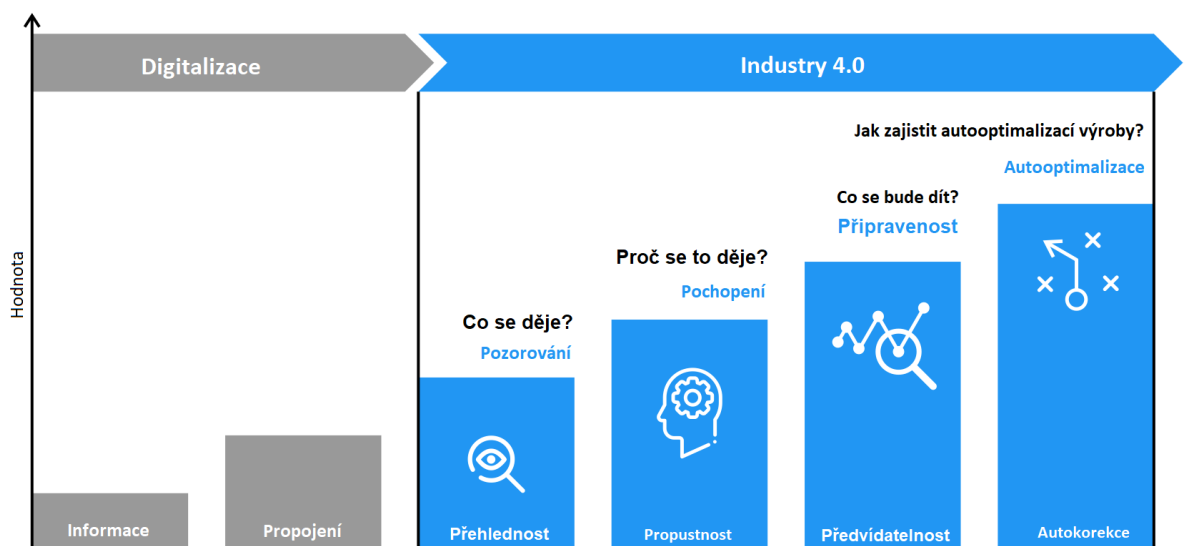 Digitalizace
Industry 4.0
Jak zajistit autooptimalizací výroby?
Autooptimalizace
Co se bude dít?
Připravenost
Proč se to děje?
Pochopení
Co se děje?
Pozorování
Hodnota
Informace
Propojení
Přehlednost
Propustnost
Předvídatelnost
Autokorekce